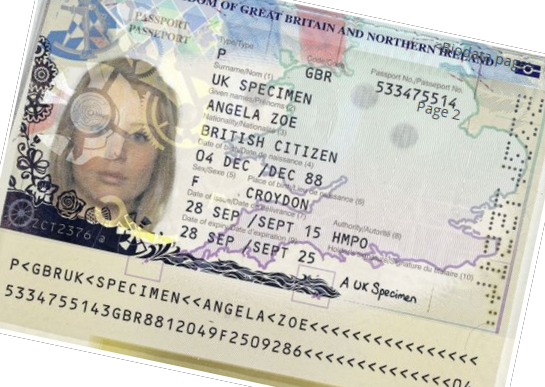 DOM OF GREAT BRITAIN AND NORTHERN IRELAND
Biodata page
PASSPORT
PASSEPORT
Type/Type
P
Code/Code
GBR
Passport No./Passeport No.
533475514
Page 2
Surname/Nom (1)
UK SPECIMEN
Given names/Prénoms (2)
ANGELA ZOE
Nationality/Nationalité (3)
BRITISH CITIZEN
Date of birth/Date de naissance (4)
04 DEC /DEC 88
Sex/Sexe (5) Place of birth/Lieu de naissance (6)
F CROYDON
Date of issue/Date de délivrance (7)
28 SEP /SEPT 15
Authority/Autorité (8)
HMPO
Date of expiry/Date d'expiration (9)
28 SEP /SEPT 25
Holder's signature/Signature du titulaire (10)
A UK Specimen
ZCT2376
P<GBRUK<SPECIMEN<<ANGELA<ZOE<<<<<<<<<<<<<<<<
5334755143GBR8812049F2509286<<<<<<<<<<<<<<04